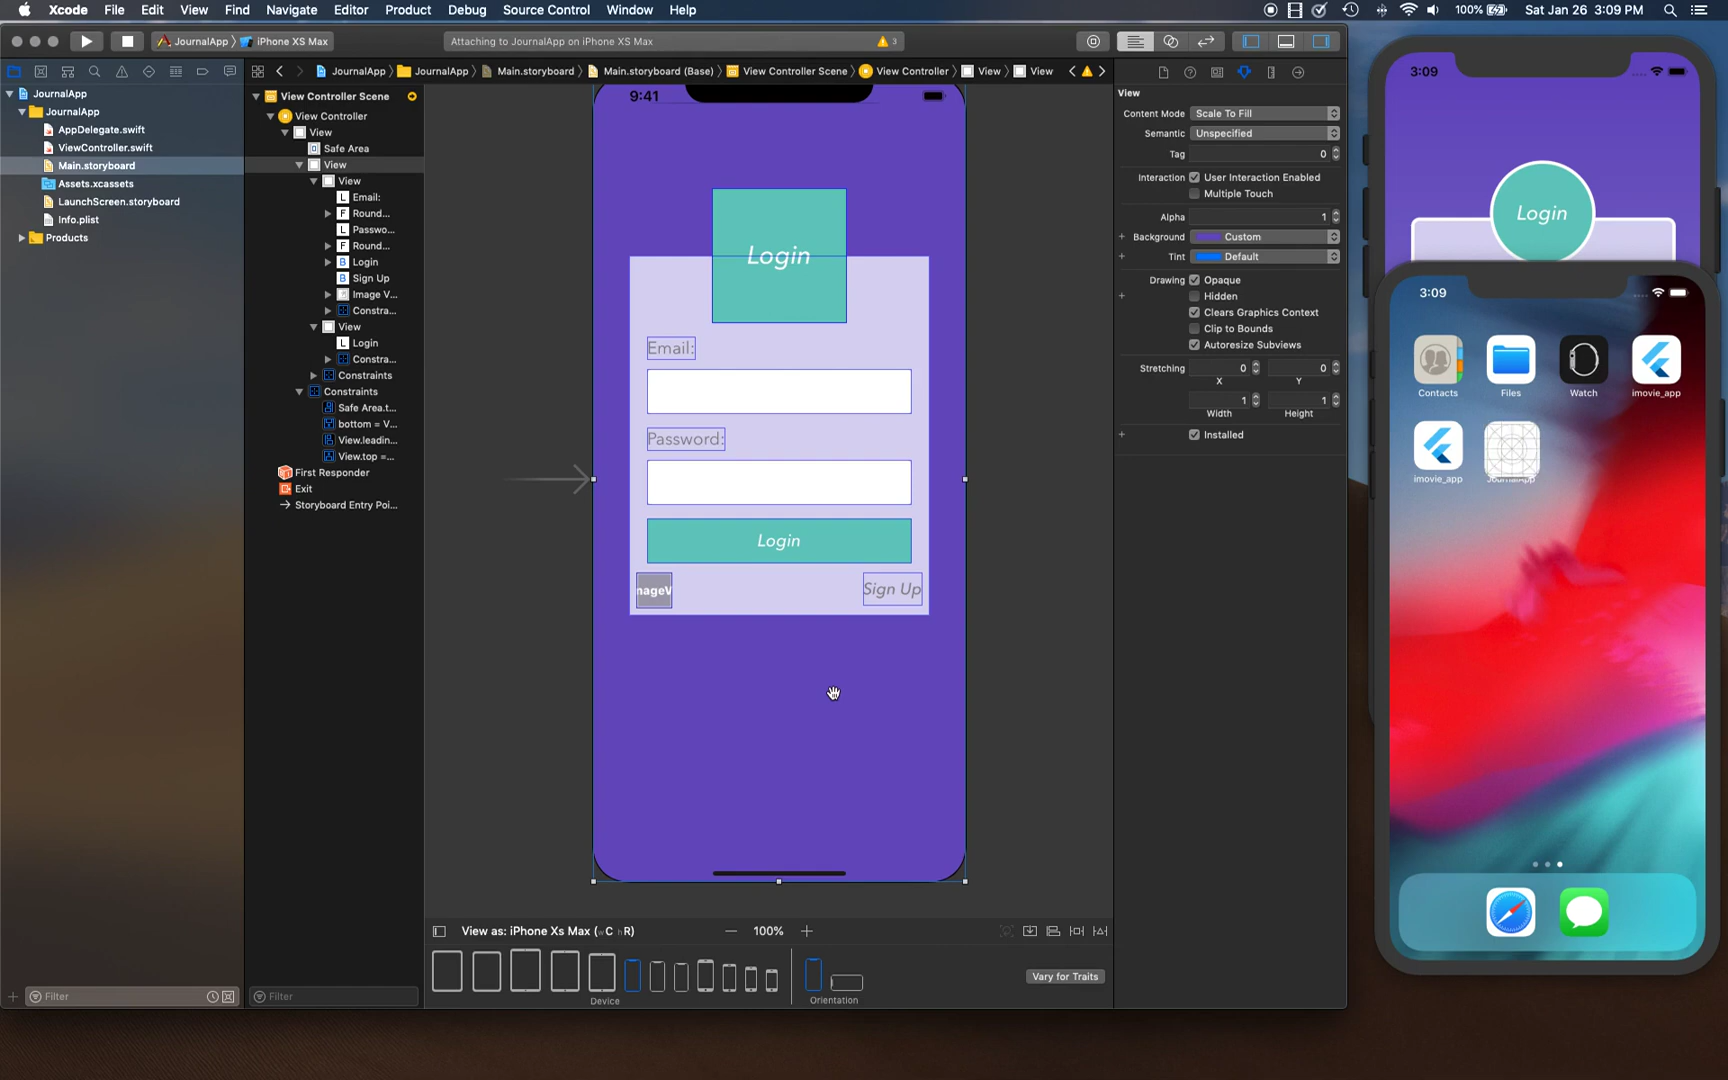 Xcode File Edit View Find Navigate Editor Product Debug Source Control Window Help
100% Sat Jan 26 3:09 PM
JournalApp iPhone XS Max
Attaching to JournalApp on iPhone XS Max
3
JournalApp JournalApp Main.storyboard Main.storyboard (Base) View Controller Scene View Controller View View
JournalApp
JournalApp
AppDelegate.swift
ViewController.swift
Main.storyboard
Assets.xcassets
LaunchScreen.storyboard
Info.plist
Products
Filter
View Controller Scene
View Controller
View
Safe Area
View
View
L Email:
F Round...
L Passwo...
F Round...
B Login
B Sign Up
Image V...
Constra...
View
L Login
Constra...
Constraints
Constraints
Safe Area.t...
bottom = V...
View.leadin...
View.top =...
First Responder
Exit
Storyboard Entry Poi...
Filter
9:41
Login
Email:
Password:
Login
nageV
Sign Up
View as: iPhone Xs Max (wC hR)
100%
Device
Orientation
Vary for Traits
View
Content Mode Scale To Fill
Semantic Unspecified
Tag 0
Interaction User Interaction Enabled
Multiple Touch
Alpha 1
Background Custom
Tint Default
Drawing Opaque
Hidden
Clears Graphics Context
Clip to Bounds
Autoresize Subviews
Stretching 0 0
X Y
1 1
Width Height
Installed
3:09
Login
3:09
Contacts Files Watch imovie_app
imovie_app JournalApp